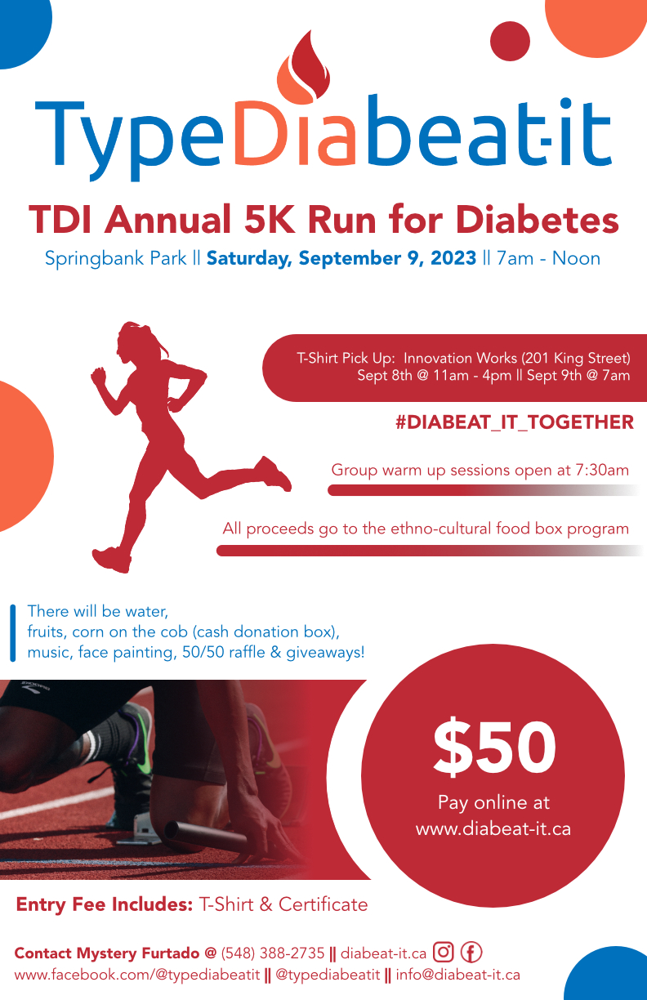 TypeDiabeat-it
TDI Annual 5K Run for Diabetes
Springbank Park || Saturday, September 9, 2023 || 7am - Noon
T-Shirt Pick Up:  Innovation Works (201 King Street)
Sept 8th @ 11am - 4pm || Sept 9th @ 7am
#DIABEAT_IT_TOGETHER
Group warm up sessions open at 7:30am
All proceeds go to the ethno-cultural food box program
There will be water,
fruits, corn on the cob (cash donation box),
music, face painting, 50/50 raffle & giveaways!
$50
Pay online at
www.diabeat-it.ca
Entry Fee Includes: T-Shirt & Certificate
Contact Mystery Furtado @ (548) 388-2735 || diabeat-it.ca
www.facebook.com/@typediabeatit || @typediabeatit || info@diabeat-it.ca